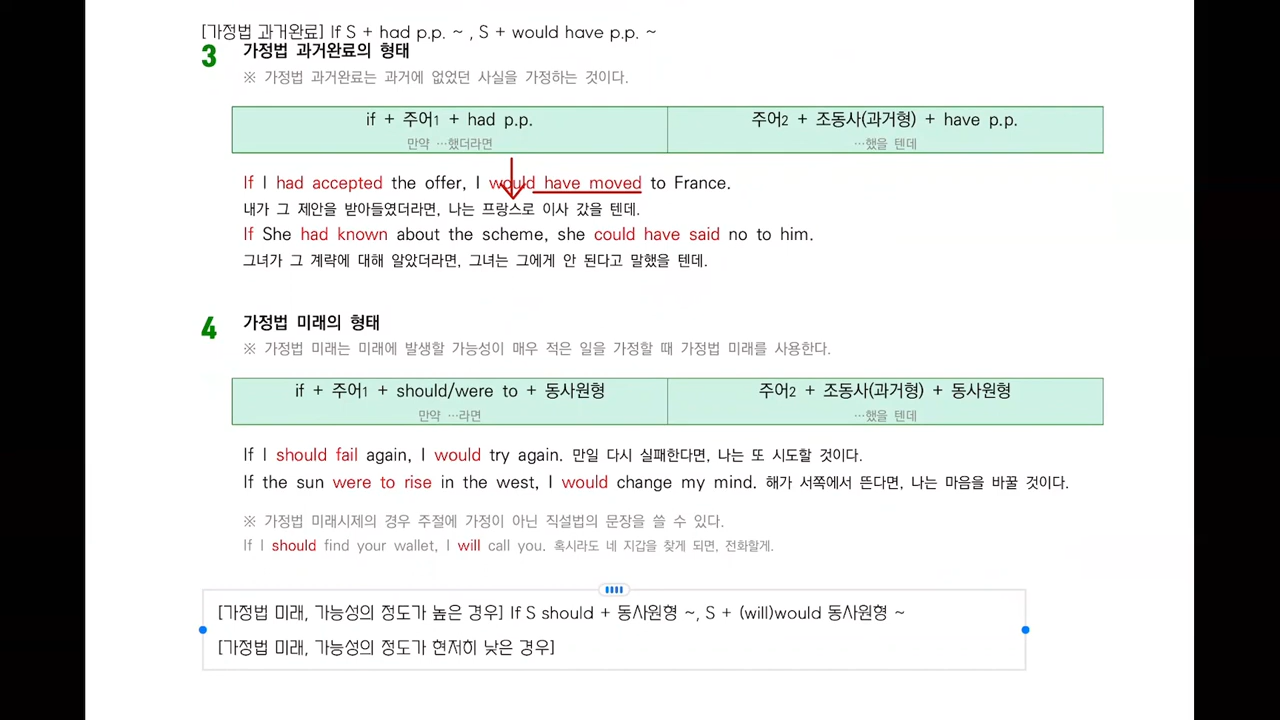 [가정법 과거완료] If S + had p.p. ~ , S + would have p.p. ~
3 가정법 과거완료의 형태
※ 가정법 과거완료는 과거에 없었던 사실을 가정하는 것이다.
if + 주어1 + had p.p. 주어2 + 조동사(과거형) + have p.p.
만약 …했더라면 …했을 텐데
If I had accepted the offer, I would have moved to France.
내가 그 제안을 받아들였더라면, 나는 프랑스로 이사 갔을 텐데.
If She had known about the scheme, she could have said no to him.
그녀가 그 계략에 대해 알았더라면, 그녀는 그에게 안 된다고 말했을 텐데.
4 가정법 미래의 형태
※ 가정법 미래는 미래에 발생할 가능성이 매우 적은 일을 가정할 때 가정법 미래를 사용한다.
if + 주어1 + should/were to + 동사원형 주어2 + 조동사(과거형) + 동사원형
만약 …라면 …했을 텐데
If I should fail again, I would try again. 만일 다시 실패한다면, 나는 또 시도할 것이다.
If the sun were to rise in the west, I would change my mind. 해가 서쪽에서 뜬다면, 나는 마음을 바꿀 것이다.
※ 가정법 미래시제의 경우 주절에 가정이 아닌 직설법의 문장을 쓸 수 있다.
If I should find your wallet, I will call you. 혹시라도 네 지갑을 찾게 되면, 전화할게.
[가정법 미래, 가능성의 정도가 높은 경우] If S should + 동사원형 ~, S + (will)would 동사원형 ~
[가정법 미래, 가능성의 정도가 현저히 낮은 경우]